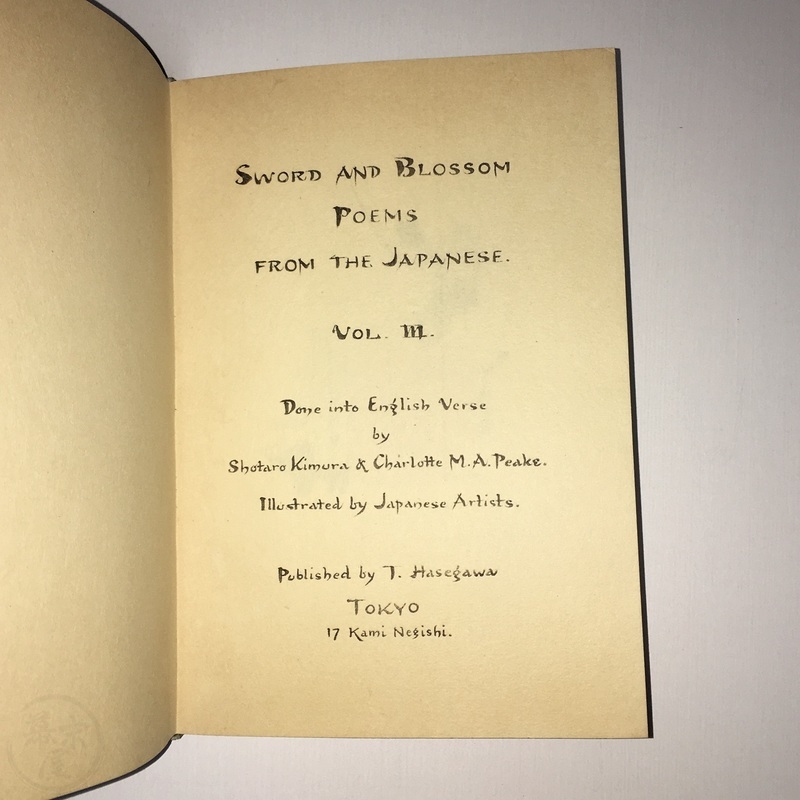 Sword and Blossom
Poems
from the Japanese.
Vol. III.
Done into English Verse
by
Shotaro Kimura & Charlotte M.A. Peake.
Illustrated by Japanese Artists.
Published by T. Hasegawa
Tokyo
17 Kami Negishi.